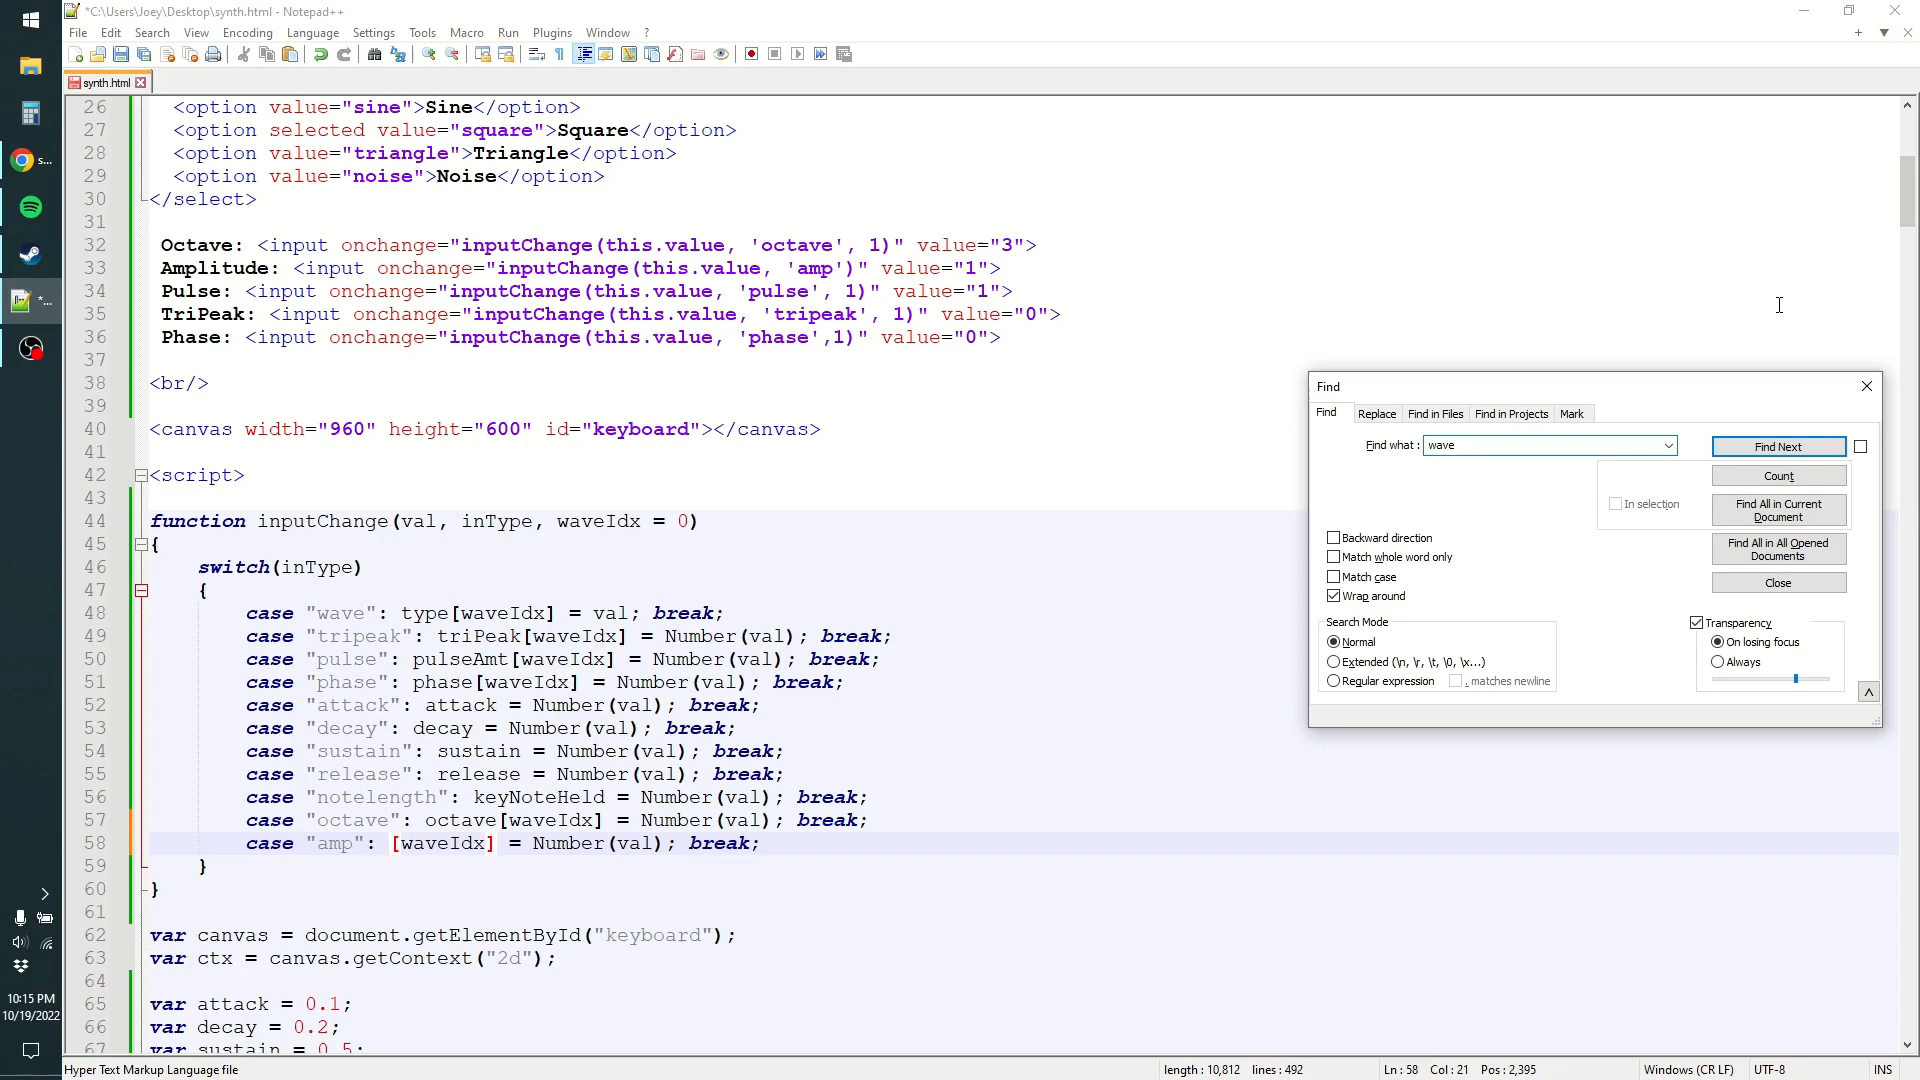 *C:\Users\Joey\Desktop\synth.html - Notepad++
File Edit Search View Encoding Language Settings Tools Macro Run Plugins Window ?
synth.html
26 <option value="sine">Sine</option>
27 <option selected value="square">Square</option>
28 <option value="triangle">Triangle</option>
29 <option value="noise">Noise</option>
30 </select>
31
32 Octave: <input onchange="inputChange(this.value, 'octave', 1)" value="3">
33 Amplitude: <input onchange="inputChange(this.value, 'amp')" value="1">
34 Pulse: <input onchange="inputChange(this.value, 'pulse', 1)" value="1">
35 TriPeak: <input onchange="inputChange(this.value, 'tripeak', 1)" value="0">
36 Phase: <input onchange="inputChange(this.value, 'phase',1)" value="0">
37
38 <br/>
39
40 <canvas width="960" height="600" id="keyboard"></canvas>
41
42 <script>
43
44 function inputChange(val, inType, waveIdx = 0)
45 {
46 switch(inType)
47 {
48 case "wave": type[waveIdx] = val; break;
49 case "tripeak": triPeak[waveIdx] = Number(val); break;
50 case "pulse": pulseAmt[waveIdx] = Number(val); break;
51 case "phase": phase[waveIdx] = Number(val); break;
52 case "attack": attack = Number(val); break;
53 case "decay": decay = Number(val); break;
54 case "sustain": sustain = Number(val); break;
55 case "release": release = Number(val); break;
56 case "notelength": keyNoteHeld = Number(val); break;
57 case "octave": octave[waveIdx] = Number(val); break;
58 case "amp": [waveIdx] = Number(val); break;
59 }
60 }
61
62 var canvas = document.getElementById("keyboard");
63 var ctx = canvas.getContext("2d");
64
65 var attack = 0.1;
66 var decay = 0.2;
67 var sustain = 0.5;
Find
Find Replace Find in Files Find in Projects Mark
Find what : wave
Find Next
Count
In selection
Find All in Current Document
Find All in All Opened Documents
Close
Backward direction
Match whole word only
Match case
Wrap around
Search Mode
Normal
Extended (\n, \r, \t, \0, \x...)
Regular expression
. matches newline
Transparency
On losing focus
Always
s...
*...
10:15 PM
10/19/2022
Hyper Text Markup Language file
length : 10,812 lines : 492
Ln : 58 Col : 21 Pos : 2,395
Windows (CR LF)
UTF-8
INS